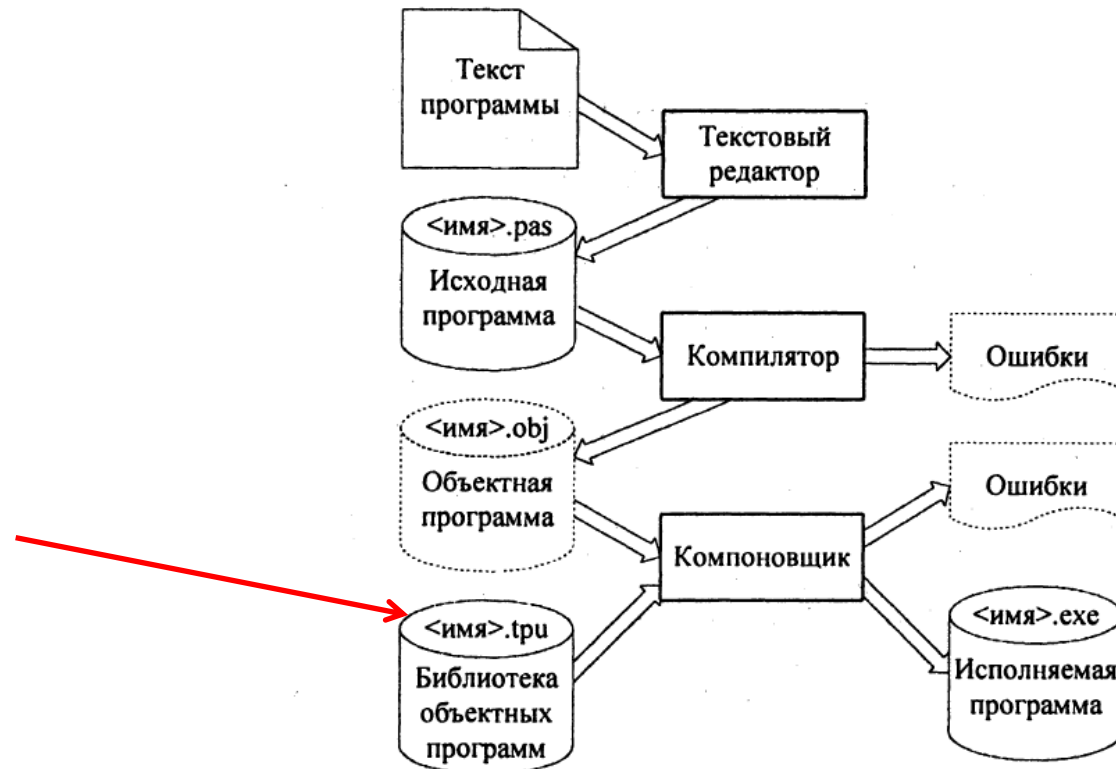 Текст
программы
Текстовый
редактор
<имя>.pas
Исходная
программа
Компилятор
Ошибки
<имя>.obj
Объектная
программа
Ошибки
Компоновщик
<имя>.tpu
Библиотека
объектных
программ
<имя>.exe
Исполняемая
программа